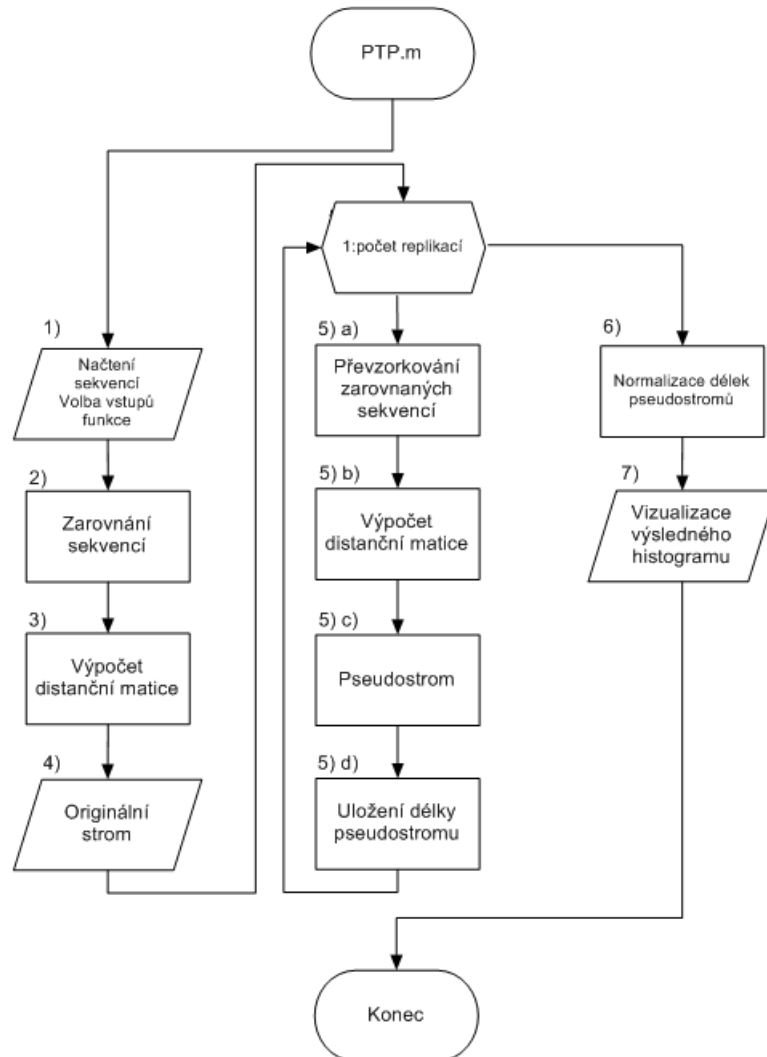 PTP.m
1)
Načtení
sekvencí
Volba vstupů
funkce
2)
Zarovnání
sekvencí
3)
Výpočet
distanční matice
4)
Originální
strom
1:počet replikací
5) a)
Převzorkování
zarovnaných
sekvencí
5) b)
Výpočet
distanční matice
5) c)
Pseudostrom
5) d)
Uložení délky
pseudostromu
6)
Normalizace délek
pseudostromů
7)
Vizualizace
výsledného
histogramu
Konec